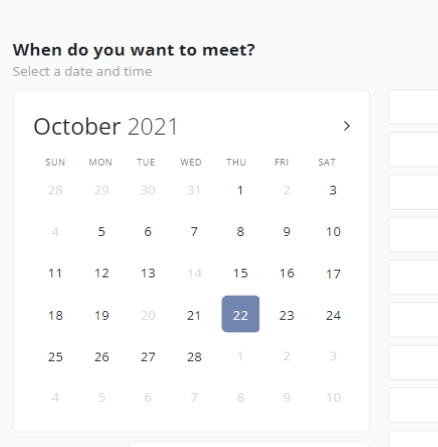 When do you want to meet?
Select a date and time
October 2021 >
SUN MON TUE WED THU FRI SAT
28 29 30 31 1 2 3
4 5 6 7 8 9 10
11 12 13 14 15 16 17
18 19 20 21 22 23 24
25 26 27 28 1 2 3
4 5 6 7 8 9 10